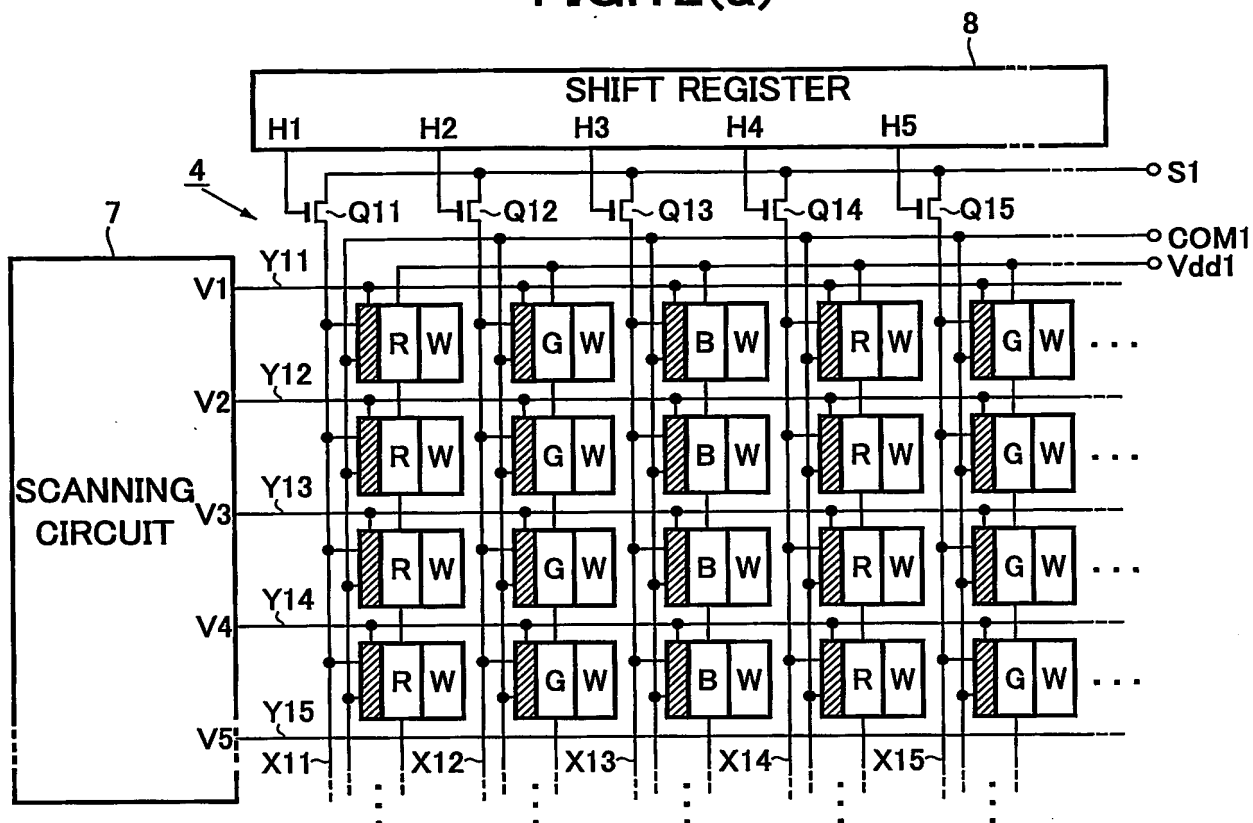 FIG.12(a)
8
SHIFT REGISTER
H1 H2 H3 H4 H5
4
S1
Q11 Q12 Q13 Q14 Q15
7
COM1
Vdd1
Y11
V1
R W G W B W R W G W ...
Y12
V2
R W G W B W R W G W ...
SCANNING
CIRCUIT
Y13
V3
R W G W B W R W G W ...
Y14
V4
R W G W B W R W G W ...
Y15
V5
X11 X12 X13 X14 X15